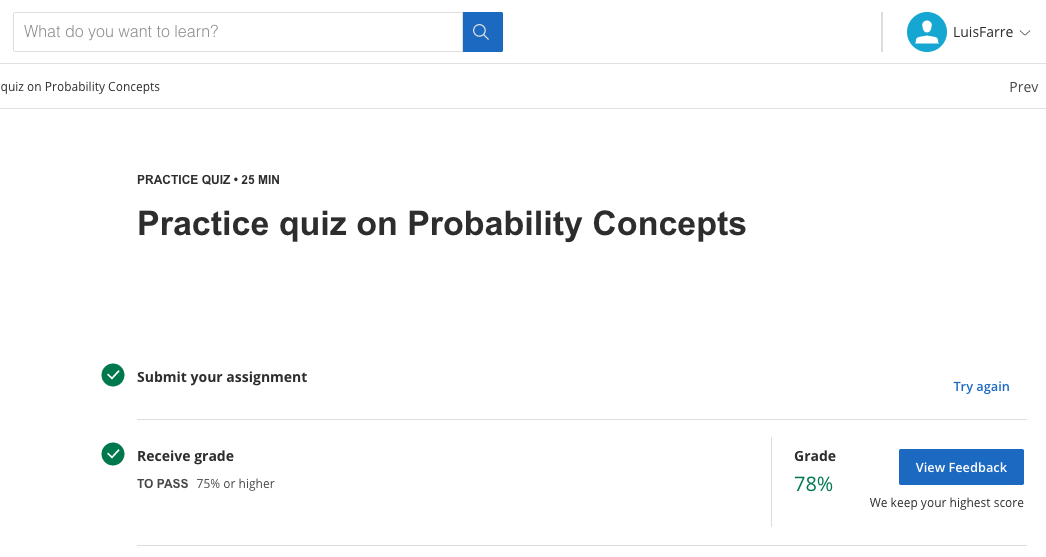 What do you want to learn?
LuisFarre
quiz on Probability Concepts
Prev
PRACTICE QUIZ • 25 MIN
Practice quiz on Probability Concepts
Submit your assignment
Try again
Receive grade
TO PASS 75% or higher
Grade
78%
View Feedback
We keep your highest score